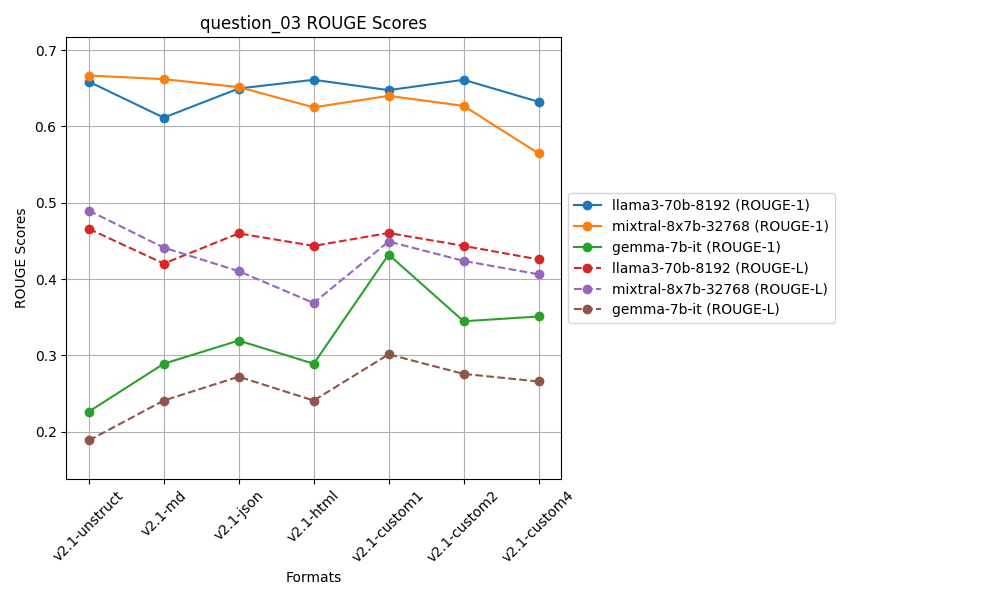 question_03 ROUGE Scores
0.7
0.6
0.5
0.4
0.3
0.2
ROUGE Scores
v2.1-unstruct
v2.1-md
v2.1-json
v2.1-html
v2.1-custom1
v2.1-custom2
v2.1-custom4
Formats
llama3-70b-8192 (ROUGE-1)
mixtral-8x7b-32768 (ROUGE-1)
gemma-7b-it (ROUGE-1)
llama3-70b-8192 (ROUGE-L)
mixtral-8x7b-32768 (ROUGE-L)
gemma-7b-it (ROUGE-L)